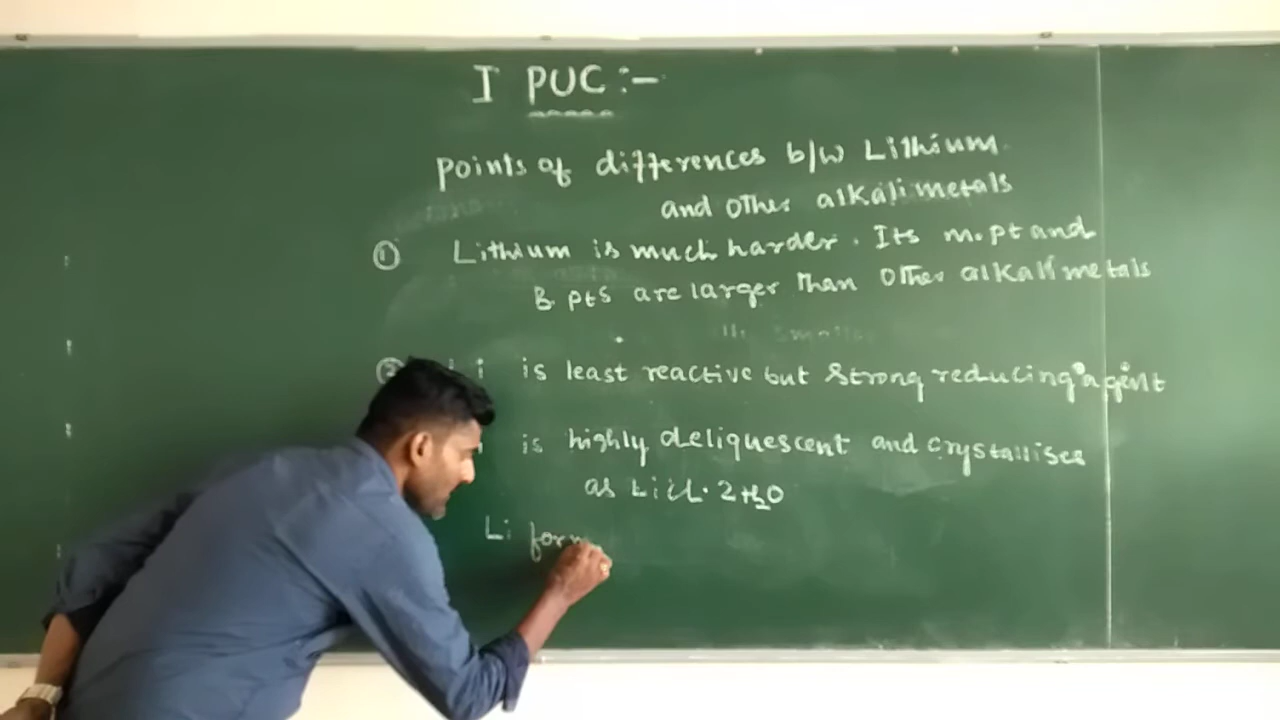 I PUC:-
Points of differences b/w Lithium
and other alkali metals
① Lithium is much harder. Its m.pt and
B. pts are larger than other alkali metals
② Li is least reactive but strong reducing agent
is highly deliquescent and crystallises
as LiCl. 2H₂O
Li form